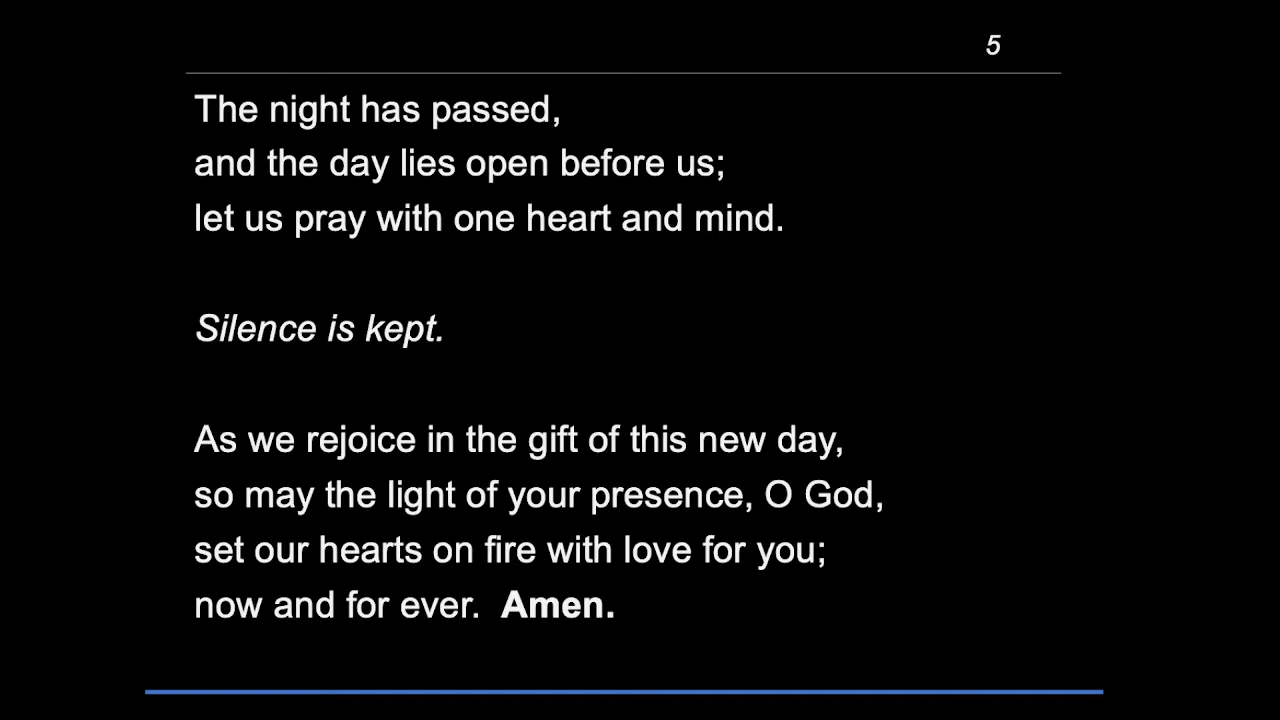 5
The night has passed,
and the day lies open before us;
let us pray with one heart and mind.
Silence is kept.
As we rejoice in the gift of this new day,
so may the light of your presence, O God,
set our hearts on fire with love for you;
now and for ever. Amen.